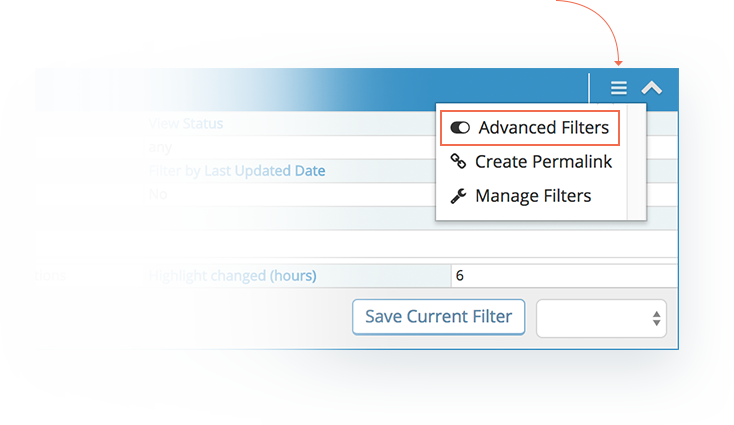 View Status
Advanced Filters
any
Create Permalink
Filter by Last Updated Date
No
Manage Filters
Highlight changed (hours)
6
Save Current Filter